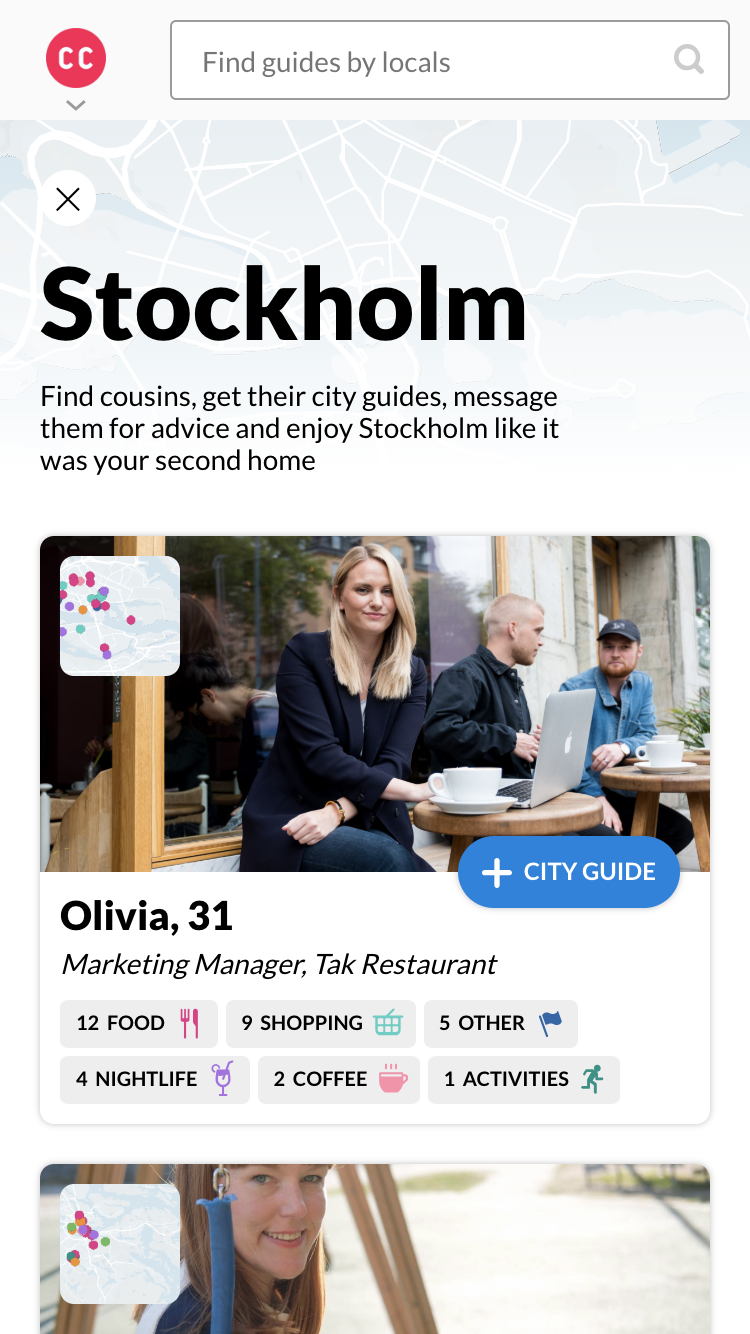 CC
Find guides by locals
Stockholm
Find cousins, get their city guides, message
them for advice and enjoy Stockholm like it
was your second home
CITY GUIDE
Olivia, 31
Marketing Manager, Tak Restaurant
12 FOOD 9 SHOPPING 5 OTHER
4 NIGHTLIFE 2 COFFEE 1 ACTIVITIES